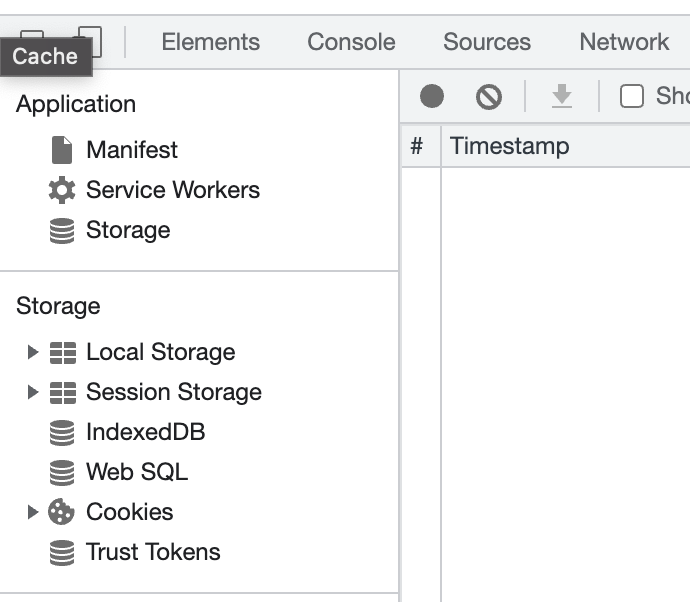 Elements Console Sources Network
Cache
Application
Manifest
Service Workers
Storage
Storage
Local Storage
Session Storage
IndexedDB
Web SQL
Cookies
Trust Tokens
Sho
# Timestamp